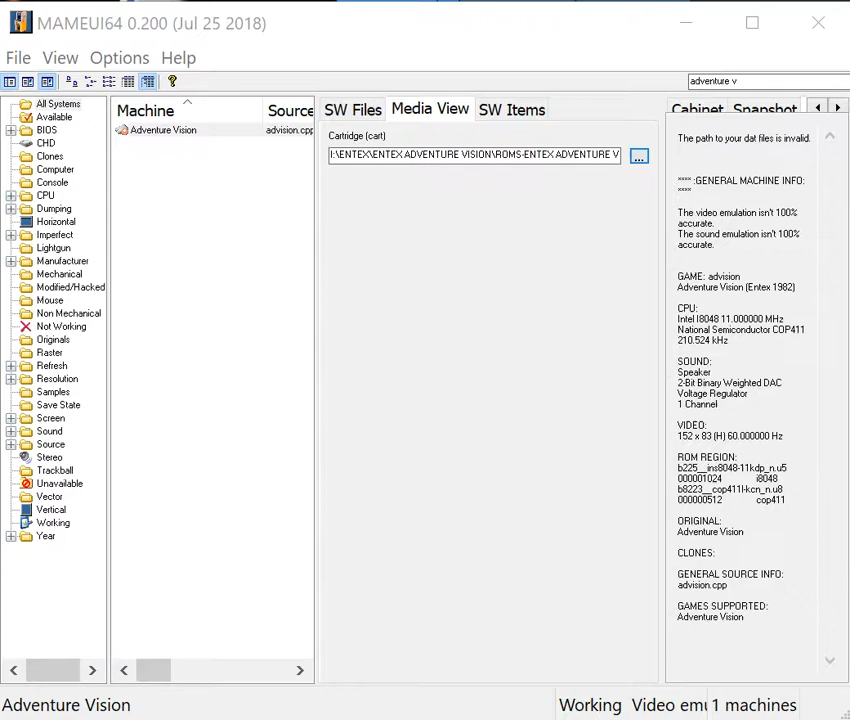 MAMEUI64 0.200 (Jul 25 2018)
File View Options Help
adventure v
All Systems
Available
BIOS
CHD
Clones
Computer
Console
CPU
Dumping
Horizontal
Imperfect
Lightgun
Manufacturer
Mechanical
Modified/Hacked
Mouse
Non Mechanical
Not Working
Originals
Raster
Refresh
Resolution
Samples
Save State
Screen
Sound
Source
Stereo
Trackball
Unavailable
Vector
Vertical
Working
Year
Machine Source
Adventure Vision advision.cpp
SW Files Media View SW Items
Cartridge (cart)
I:\ENTEX\ENTEX ADVENTURE VISION\ROMS-ENTEX ADVENTURE V
...
Cabinet Snapshot
The path to your dat files is invalid.
**** :GENERAL MACHINE INFO:
****
The video emulation isn't 100%
accurate.
The sound emulation isn't 100%
accurate.
GAME: advision
Adventure Vision (Entex 1982)
CPU:
Intel I8048 11.000000 MHz
National Semiconductor COP411
210.524 kHz
SOUND:
Speaker
2-Bit Binary Weighted DAC
Voltage Regulator
1 Channel
VIDEO:
152 x 83 (H) 60.000000 Hz
ROM REGION:
b225__ins8048-11kdp_n.u5
000001024 i8048
b8223__cop411l-kcn_n.u8
000000512 cop411
ORIGINAL:
Adventure Vision
CLONES:
GENERAL SOURCE INFO:
advision.cpp
GAMES SUPPORTED:
Adventure Vision
Adventure Vision Working Video emu 1 machines